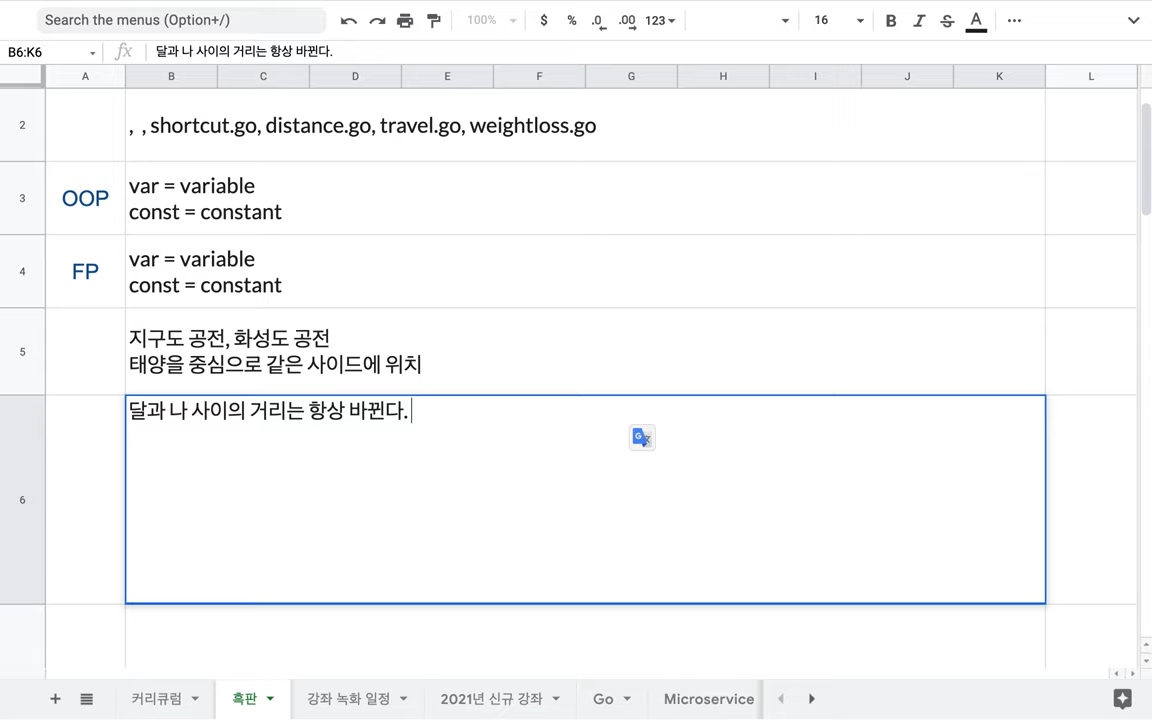 Search the menus (Option+/)
100%
$ % .0 .00 123
16
B I S A
B6:K6
fx 달과 나 사이의 거리는 항상 바뀐다.
A B C D E F G H I J K L
2 , , shortcut.go, distance.go, travel.go, weightloss.go
3 OOP var = variable
const = constant
4 FP var = variable
const = constant
5 지구도 공전, 화성도 공전
태양을 중심으로 같은 사이드에 위치
6 달과 나 사이의 거리는 항상 바뀐다.
커리큘럼 흑판 강좌 녹화 일정 2021년 신규 강좌 Go Microservice